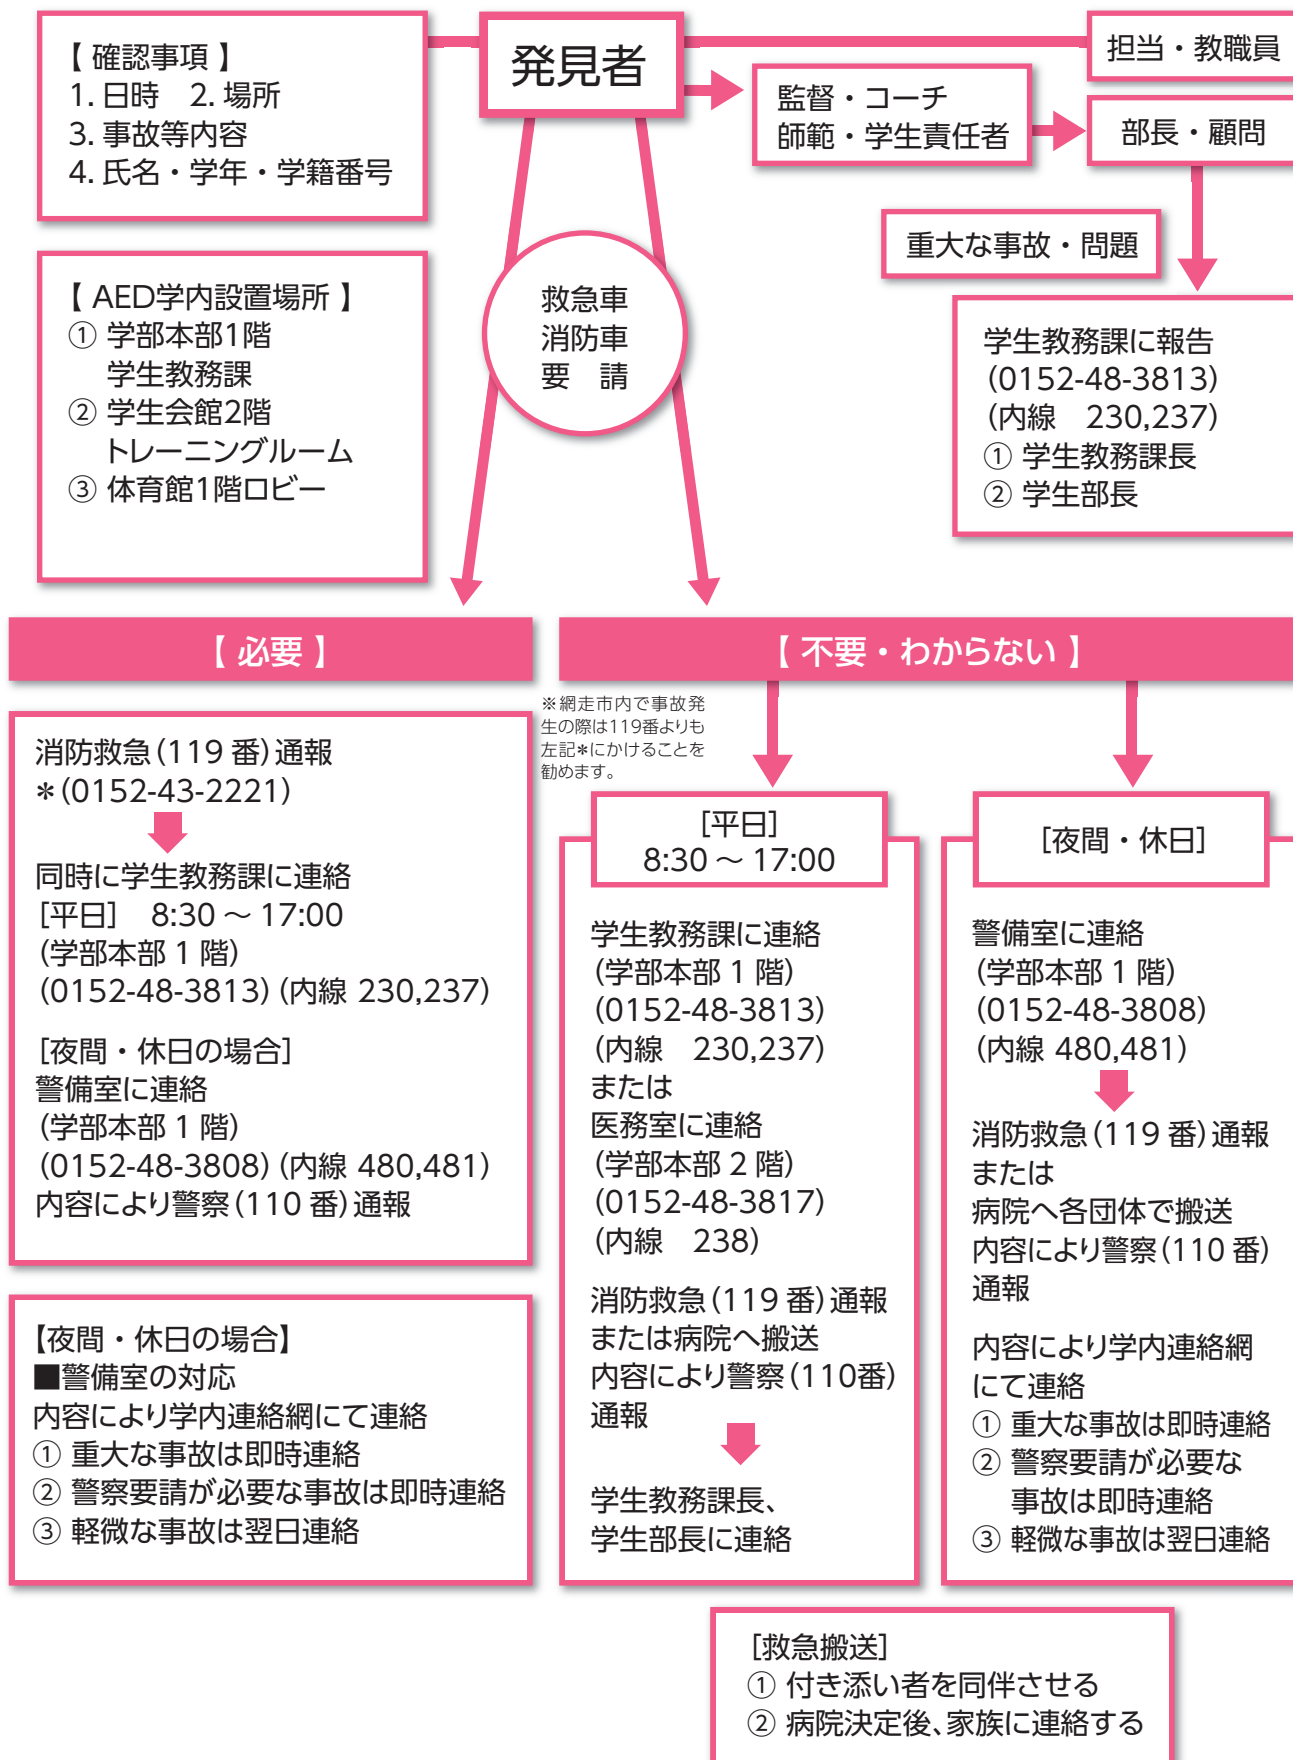 【 確認事項 】
1. 日時　2. 場所
3. 事故等内容
4. 氏名・学年・学籍番号
発見者
担当・教職員
監督・コーチ
師範・学生責任者
部長・顧問
重大な事故・問題
【 AED学内設置場所 】
① 学部本部1階
学生教務課
② 学生会館2階
トレーニングルーム
③ 体育館1階ロビー
救急車
消防車
要　請
学生教務課に報告
(0152-48-3813)
(内線　230,237)
① 学生教務課長
② 学生部長
【 必要 】
【 不要・わからない 】
消防救急(119 番)通報
＊(0152-43-2221)
同時に学生教務課に連絡
[平日]　8:30 ～ 17:00
(学部本部 1 階)
(0152-48-3813) (内線 230,237)
[夜間・休日の場合]
警備室に連絡
(学部本部 1 階)
(0152-48-3808) (内線 480,481)
内容により警察(110 番)通報
※網走市内で事故発
生の際は119番よりも
左記＊にかけることを
勧めます。
【夜間・休日の場合】
■警備室の対応
内容により学内連絡網にて連絡
① 重大な事故は即時連絡
② 警察要請が必要な事故は即時連絡
③ 軽微な事故は翌日連絡
[平日]
8:30 ～ 17:00
学生教務課に連絡
(学部本部 1 階)
(0152-48-3813)
(内線　230,237)
または
医務室に連絡
(学部本部 2 階)
(0152-48-3817)
(内線　238)
消防救急(119 番)通報
または病院へ搬送
内容により警察(110番)
通報
学生教務課長、
学生部長に連絡
[夜間・休日]
警備室に連絡
(学部本部 1 階)
(0152-48-3808)
(内線 480,481)
消防救急(119 番)通報
または
病院へ各団体で搬送
内容により警察(110 番)
通報
内容により学内連絡網
にて連絡
① 重大な事故は即時連絡
② 警察要請が必要な
事故は即時連絡
③ 軽微な事故は翌日連絡
[救急搬送]
① 付き添い者を同伴させる
② 病院決定後、家族に連絡する